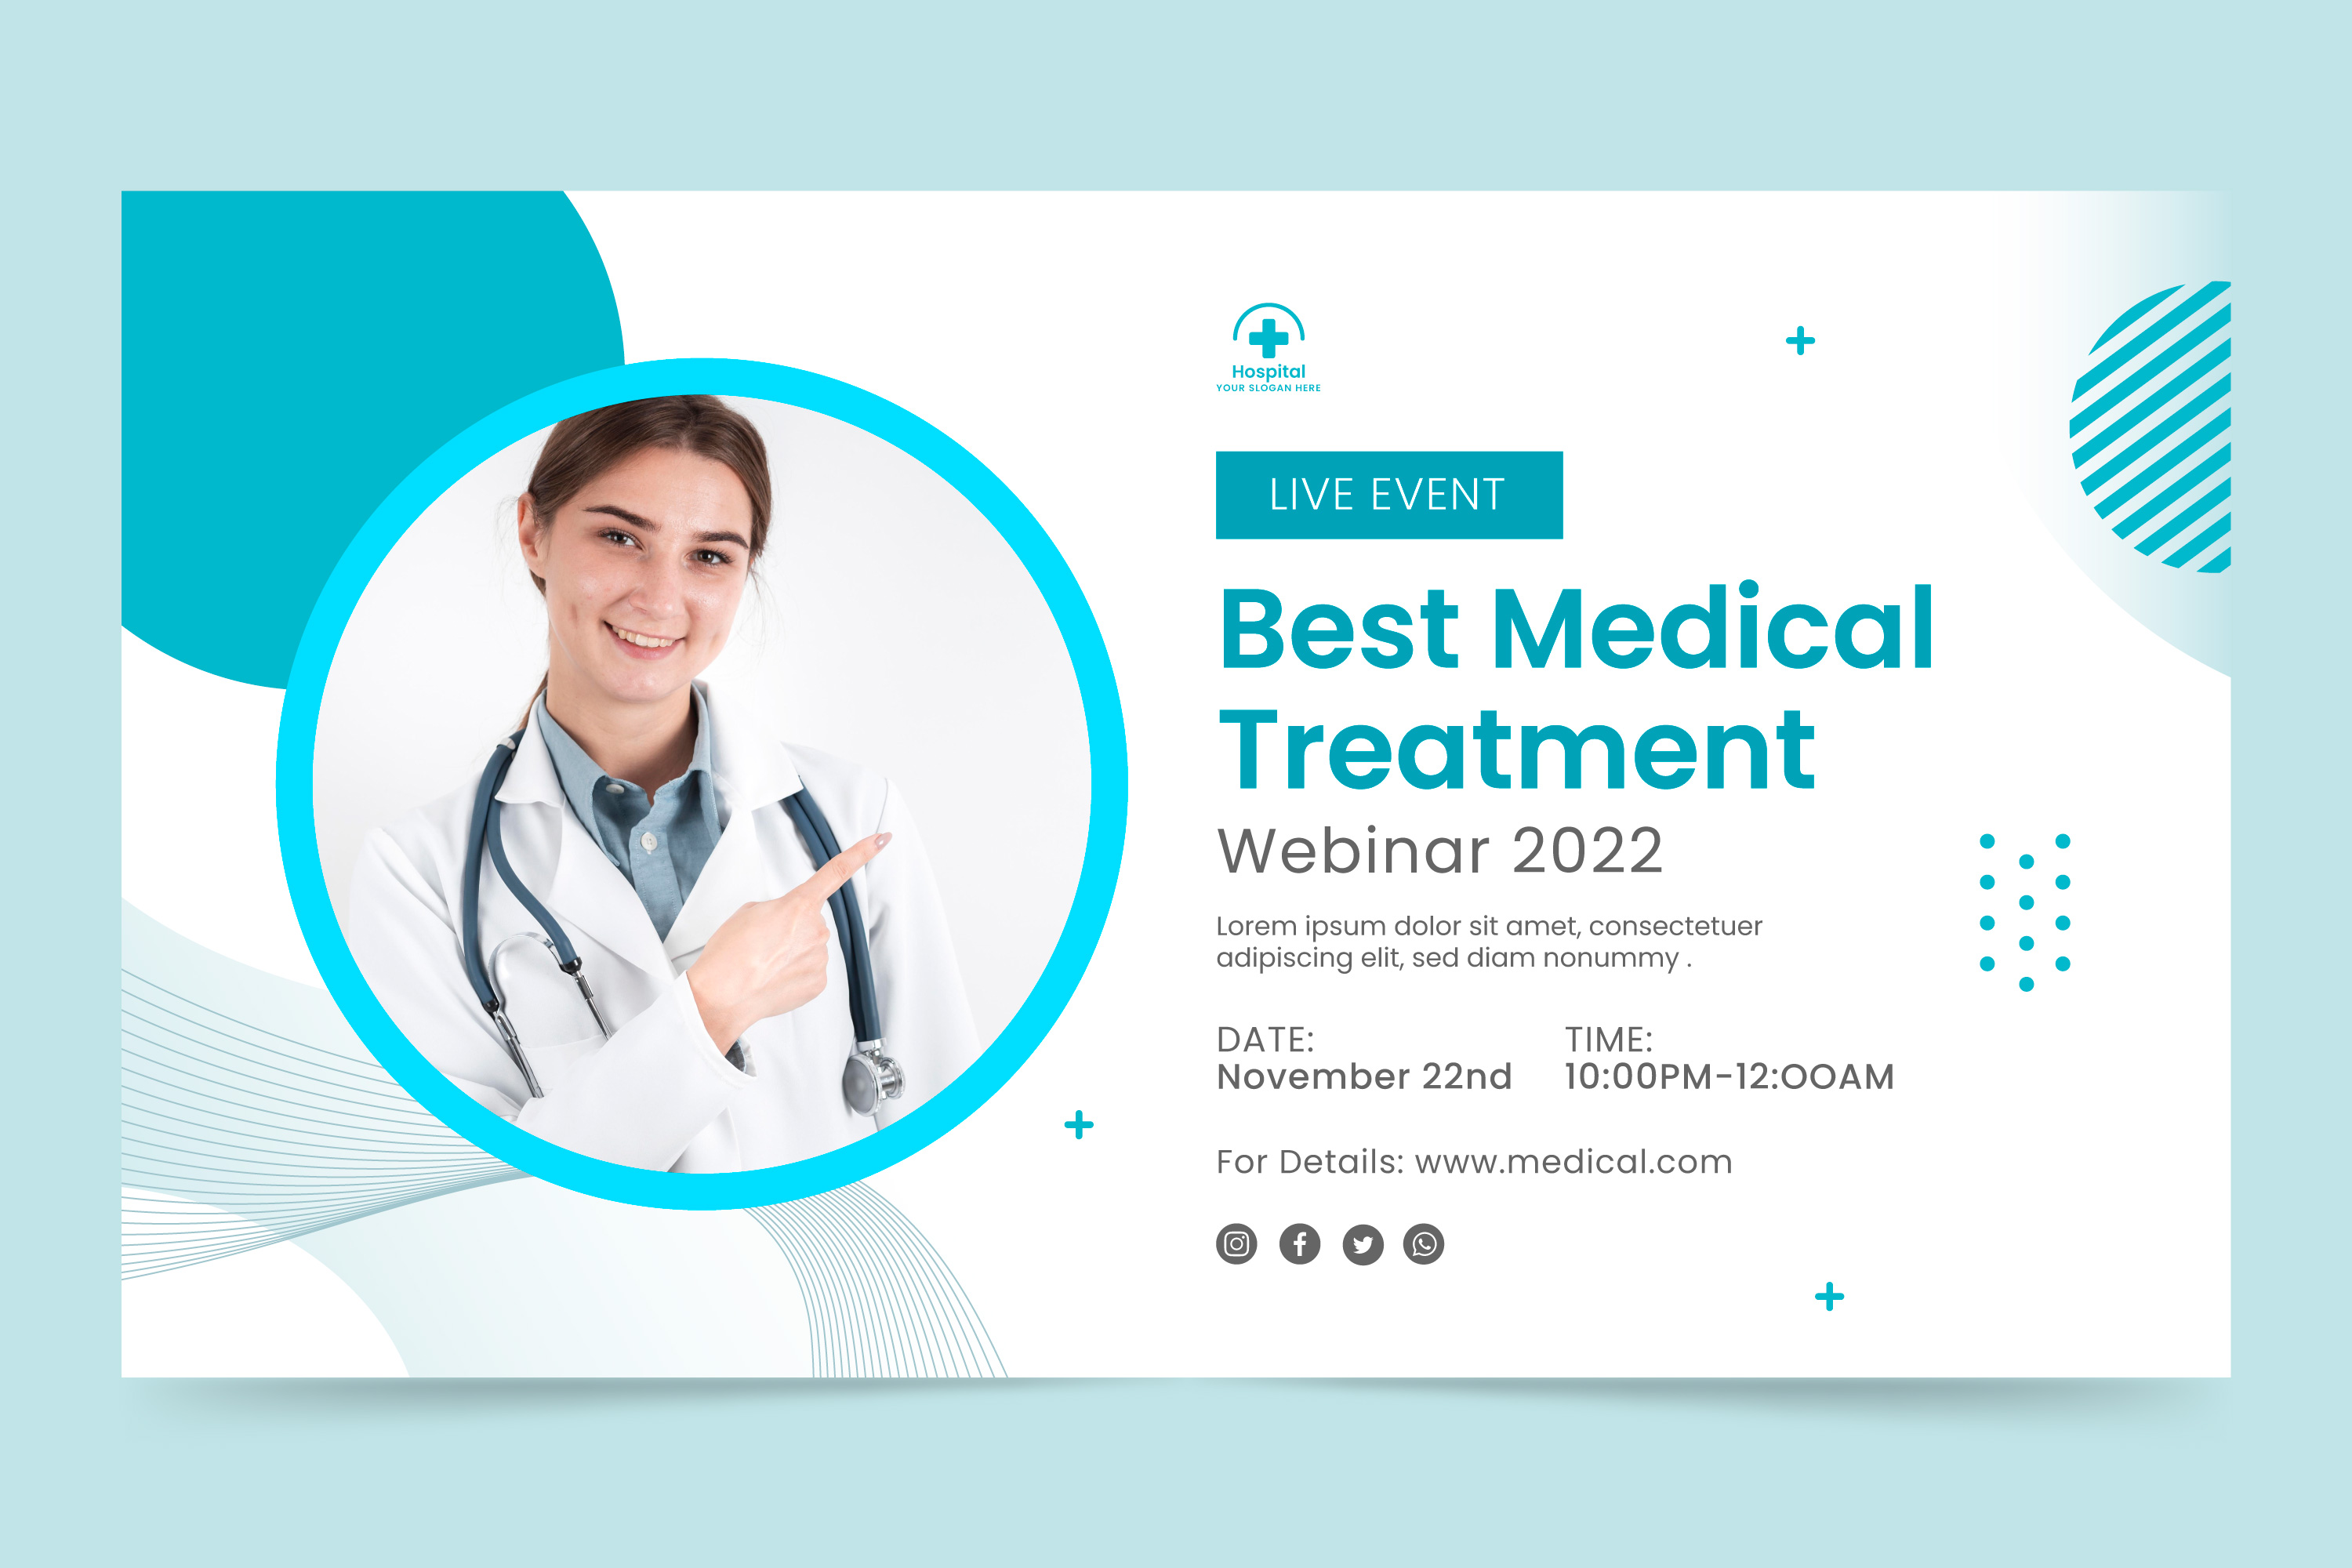 Hospital
YOUR SLOGAN HERE
LIVE EVENT
Best Medical
Treatment
Webinar 2022
Lorem ipsum dolor sit amet, consectetuer
adipiscing elit, sed diam nonummy .
DATE:
November 22nd
TIME:
10:00PM-12:OOAM
For Details: www.medical.com